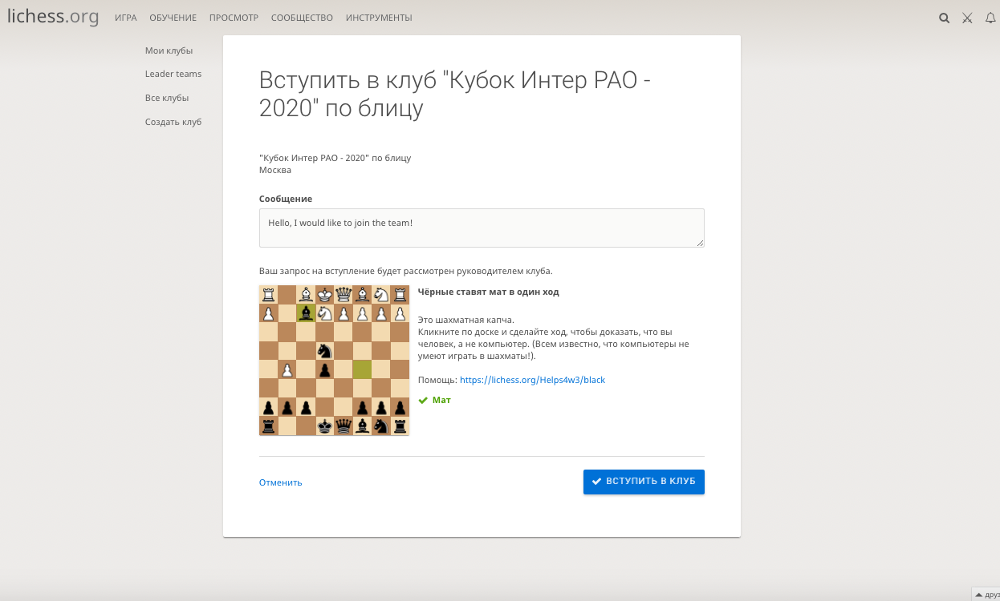 lichess.org ИГРА ОБУЧЕНИЕ ПРОСМОТР СООБЩЕСТВО ИНСТРУМЕНТЫ
Мои клубы
Leader teams
Все клубы
Создать клуб
Вступить в клуб "Кубок Интер РАО -
2020" по блицу
"Кубок Интер РАО - 2020" по блицу
Москва
Сообщение
Hello, I would like to join the team!
Ваш запрос на вступление будет рассмотрен руководителем клуба.
Чёрные ставят мат в один ход
Это шахматная капча.
Кликните по доске и сделайте ход, чтобы доказать, что вы
человек, а не компьютер. (Всем известно, что компьютеры не
умеют играть в шахматы!).
Помощь: https://lichess.org/Helps4w3/black
Мат
Отменить
ВСТУПИТЬ В КЛУБ